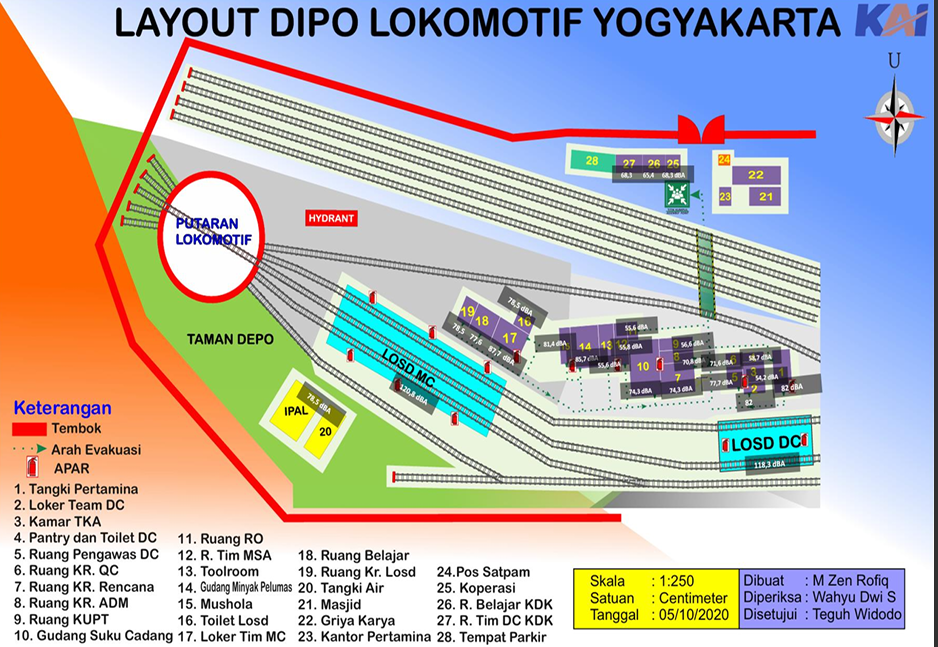 LAYOUT DIPO LOKOMOTIF YOGYAKARTA
KAI
U
28
27
26
25
68,3
65,4
68,3 dBA
24
22
23
21
PUTARAN
LOKOMOTIF
HYDRANT
TAMAN DEPO
19
18
17
16
78,5 dBA
78,5
77,6
87,7 dBA
LOSD MC
120,8 dBA
IPAL
20
78,5 dBA
81,4 dBA
14
13
85,7 dBA
55,6 dBA
55,8 dBA
55,6 dBA
10
9
8
7
56,6 dBA
70,8 dBA
74,3 dBA
74,3 dBA
71,6 dBA
77,7 dBA
58,7 dBA
54,2 dBA
82 dBA
82
LOSD DC
118,3 dBA
Keterangan
Tembok
Arah Evakuasi
APAR
1. Tangki Pertamina
2. Loker Team DC
3. Kamar TKA
4. Pantry dan Toilet DC
5. Ruang Pengawas DC
6. Ruang KR. QC
7. Ruang KR. Rencana
8. Ruang KR. ADM
9. Ruang KUPT
10. Gudang Suku Cadang
11. Ruang RO
12. R. Tim MSA
13. Toolroom
14. Gudang Minyak Pelumas
15. Mushola
16. Toilet Losd
17. Loker Tim MC
18. Ruang Belajar
19. Ruang Kr. Losd
20. Tangki Air
21. Masjid
22. Griya Karya
23. Kantor Pertamina
24.Pos Satpam
25. Koperasi
26. R. Belajar KDK
27. R. Tim DC KDK
28. Tempat Parkir
Skala : 1:250
Satuan : Centimeter
Tanggal : 05/10/2020
Dibuat : M Zen Rofiq
Diperiksa : Wahyu Dwi S
Disetujui : Teguh Widodo